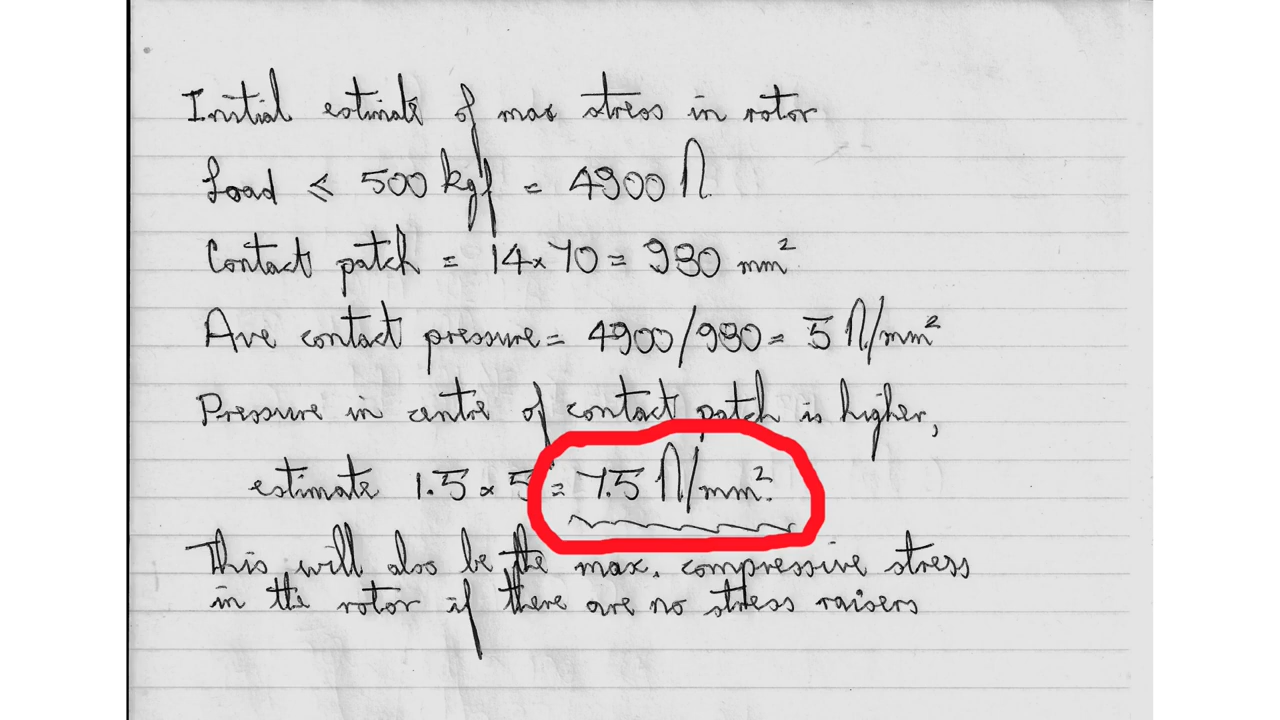 Initial estimate of max stress in rotor
Load ≤ 500 kgf = 4900 N
Contact patch = 14 x 70 = 980 mm²
Ave contact pressure = 4900/980 = 5 N/mm²
Pressure in centre of contact patch is higher,
estimate 1.5 x 5 = 7.5 N/mm².
This will also be the max. compressive stress
in the rotor if there are no stress raisers